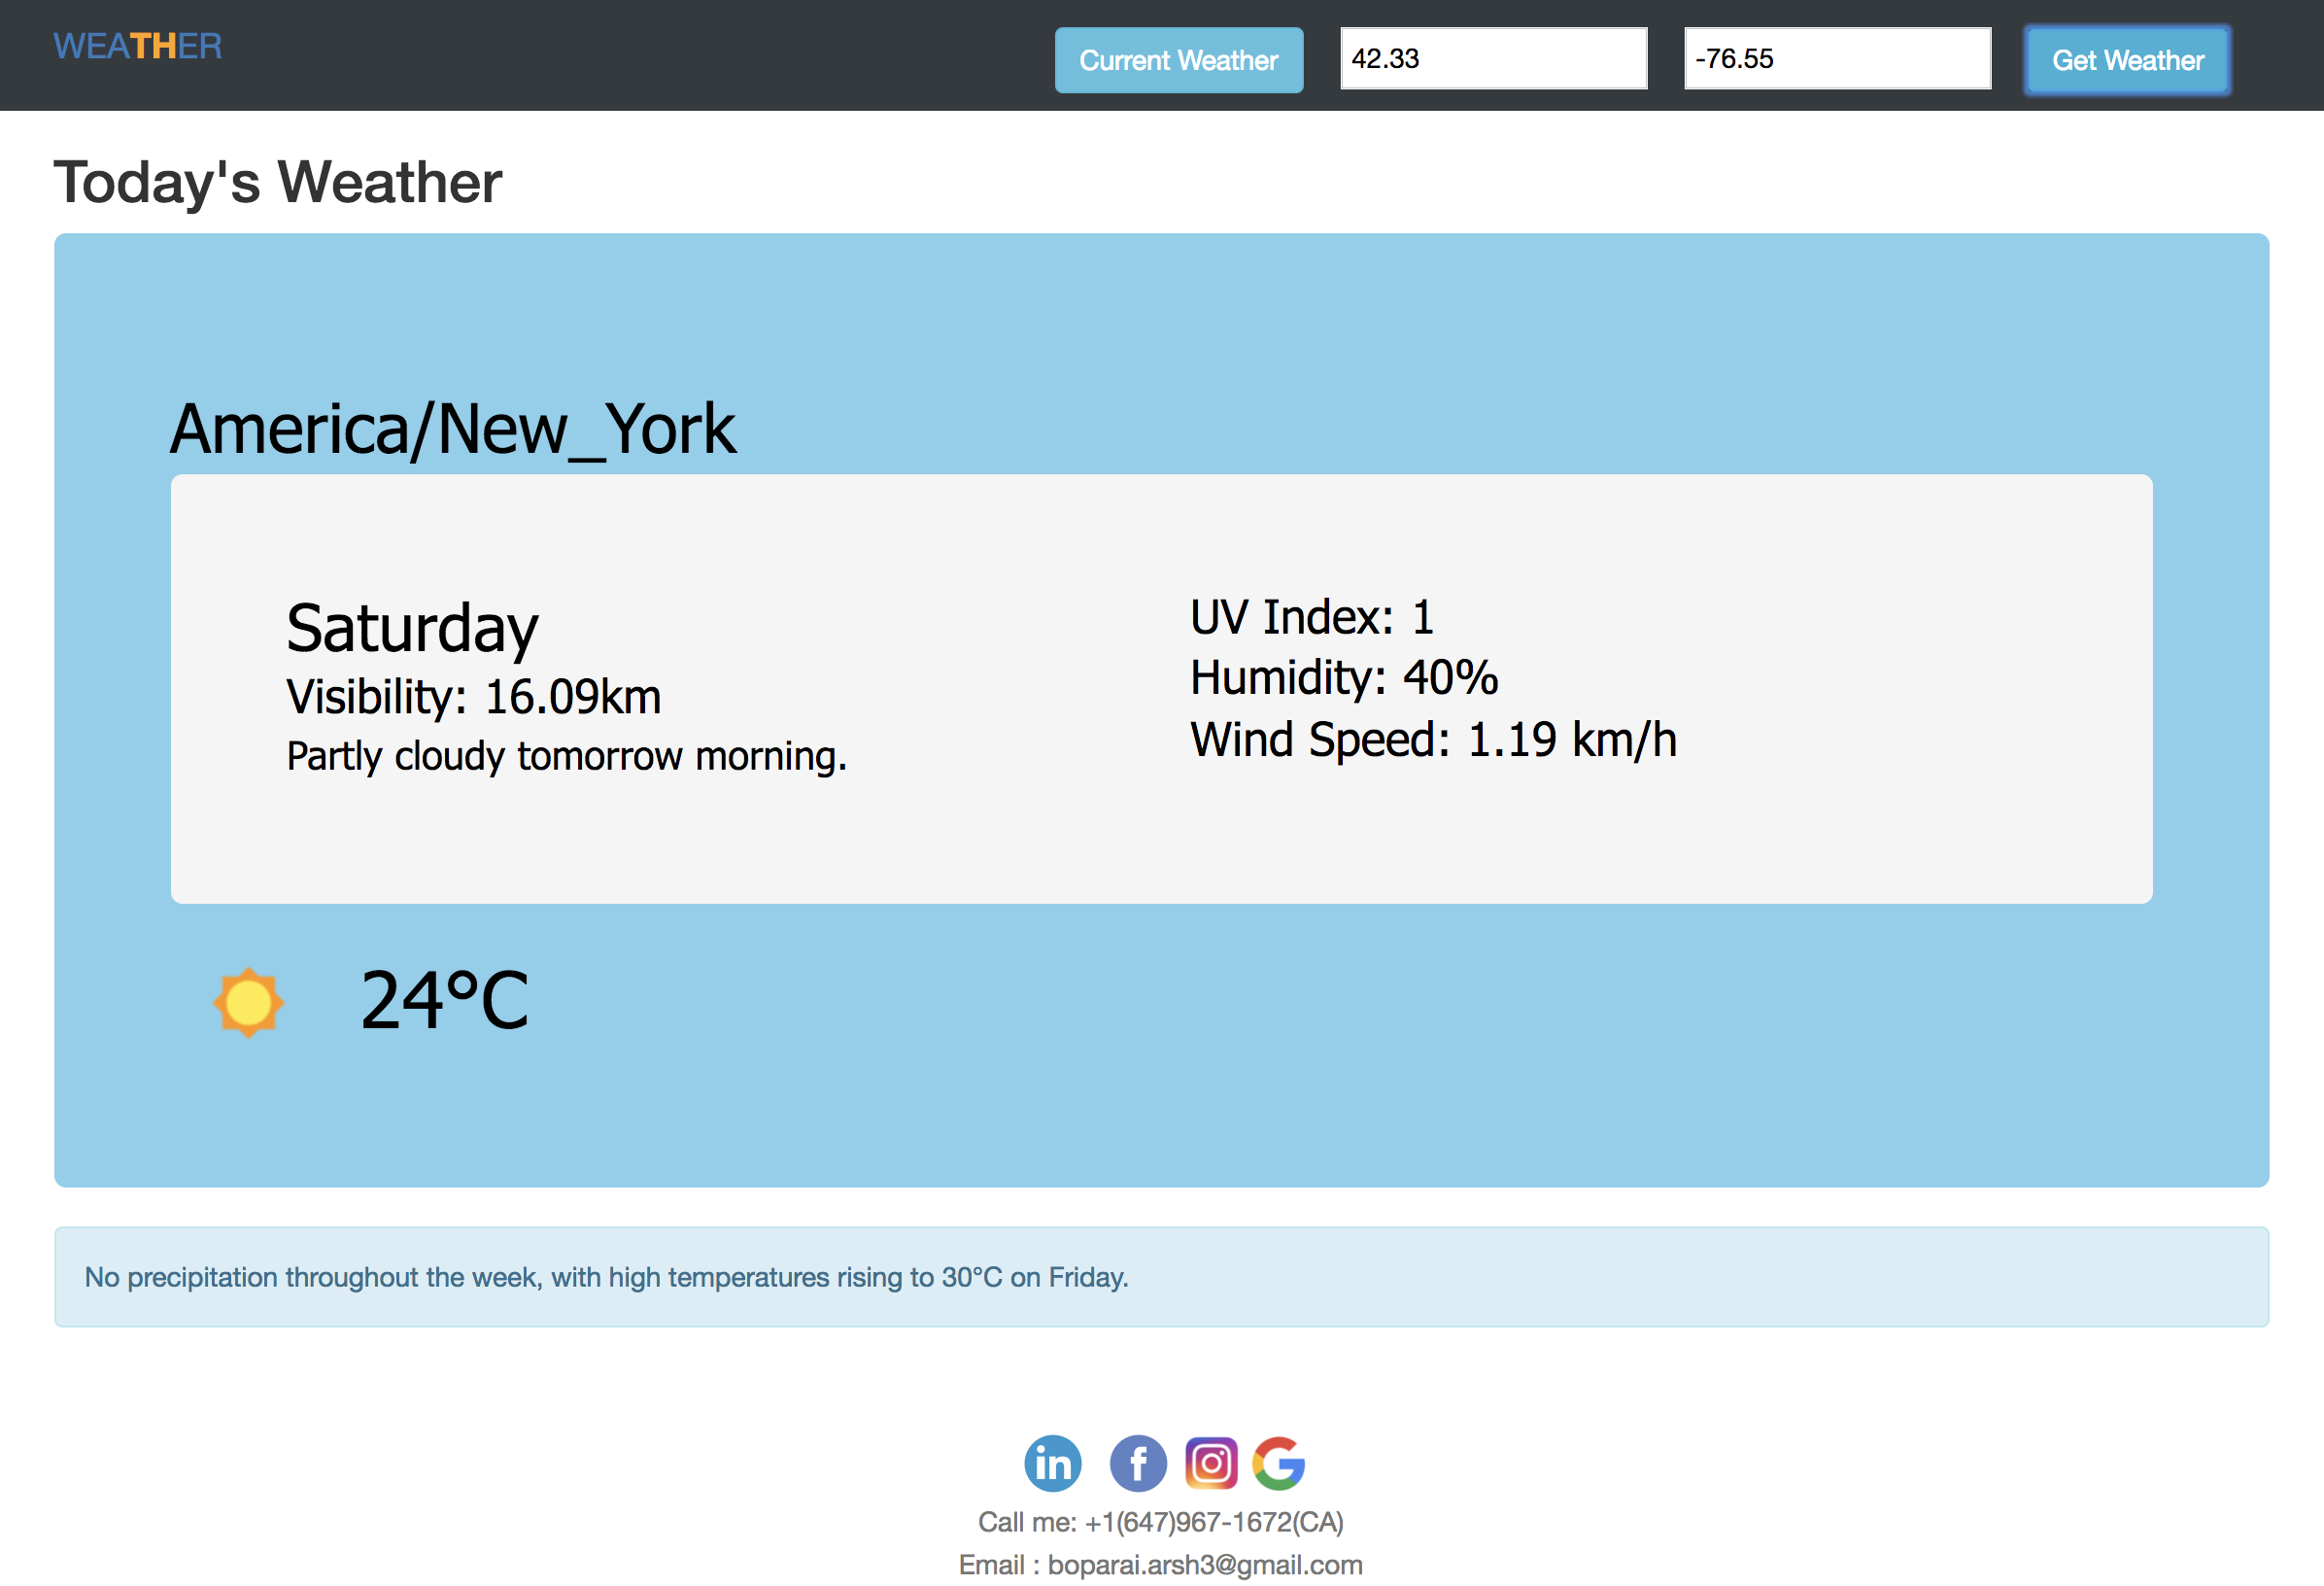 WEATHER
Current Weather
42.33
-76.55
Get Weather
Today's Weather
America/New_York
Saturday
Visibility: 16.09km
Partly cloudy tomorrow morning.
UV Index: 1
Humidity: 40%
Wind Speed: 1.19 km/h
24°C
No precipitation throughout the week, with high temperatures rising to 30°C on Friday.
in f G
Call me: +1(647)967-1672(CA)
Email : boparai.arsh3@gmail.com